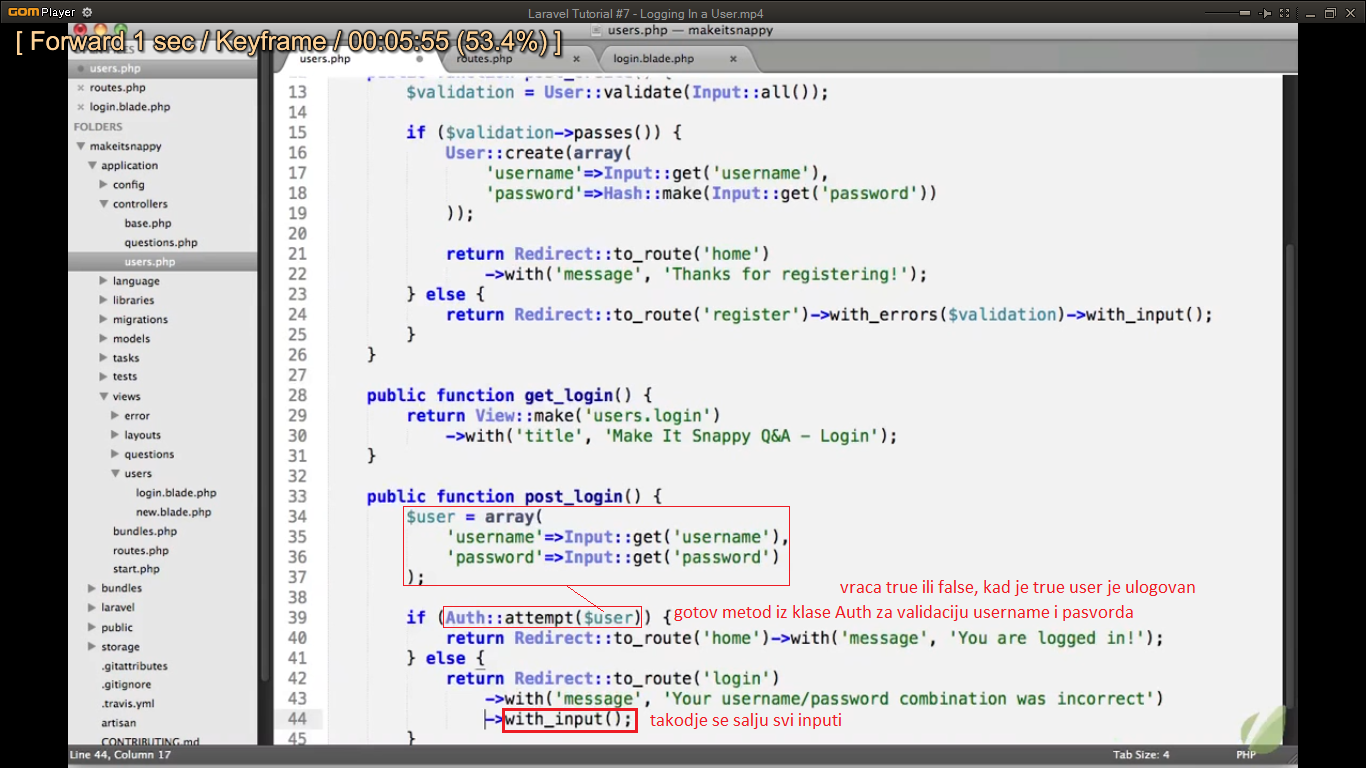 GOM Player
Laravel Tutorial #7 - Logging In a User.mp4
[ Forward 1 sec / Keyframe / 00:05:55 (53.4%) ]
users.php — makeitsnappy
users.php
routes.php
login.blade.php
users.php
routes.php
login.blade.php
FOLDERS
makeitsnappy
application
config
controllers
base.php
questions.php
users.php
language
libraries
migrations
models
tasks
tests
views
error
layouts
questions
users
login.blade.php
new.blade.php
bundles.php
routes.php
start.php
bundles
laravel
public
storage
.gitattributes
.gitignore
.travis.yml
artisan
CONTRIBUTING.md
13 $validation = User::validate(Input::all());
14
15 if ($validation->passes()) {
16 User::create(array(
17 'username'=>Input::get('username'),
18 'password'=>Hash::make(Input::get('password'))
19 ));
20
21 return Redirect::to_route('home')
22 ->with('message', 'Thanks for registering!');
23 } else {
24 return Redirect::to_route('register')->with_errors($validation)->with_input();
25 }
26 }
27
28 public function get_login() {
29 return View::make('users.login')
30 ->with('title', 'Make It Snappy Q&A - Login');
31 }
32
33 public function post_login() {
34 $user = array(
35 'username'=>Input::get('username'),
36 'password'=>Input::get('password')
37 );
38
vraca true ili false, kad je true user je ulogovan
39 if (Auth::attempt($user)) {
gotov metod iz klase Auth za validaciju username i pasvorda
40 return Redirect::to_route('home')->with('message', 'You are logged in!');
41 } else {
42 return Redirect::to_route('login')
43 ->with('message', 'Your username/password combination was incorrect')
44 ->with_input();
takodje se salju svi inputi
45 }
Line 44, Column 17
Tab Size: 4
PHP